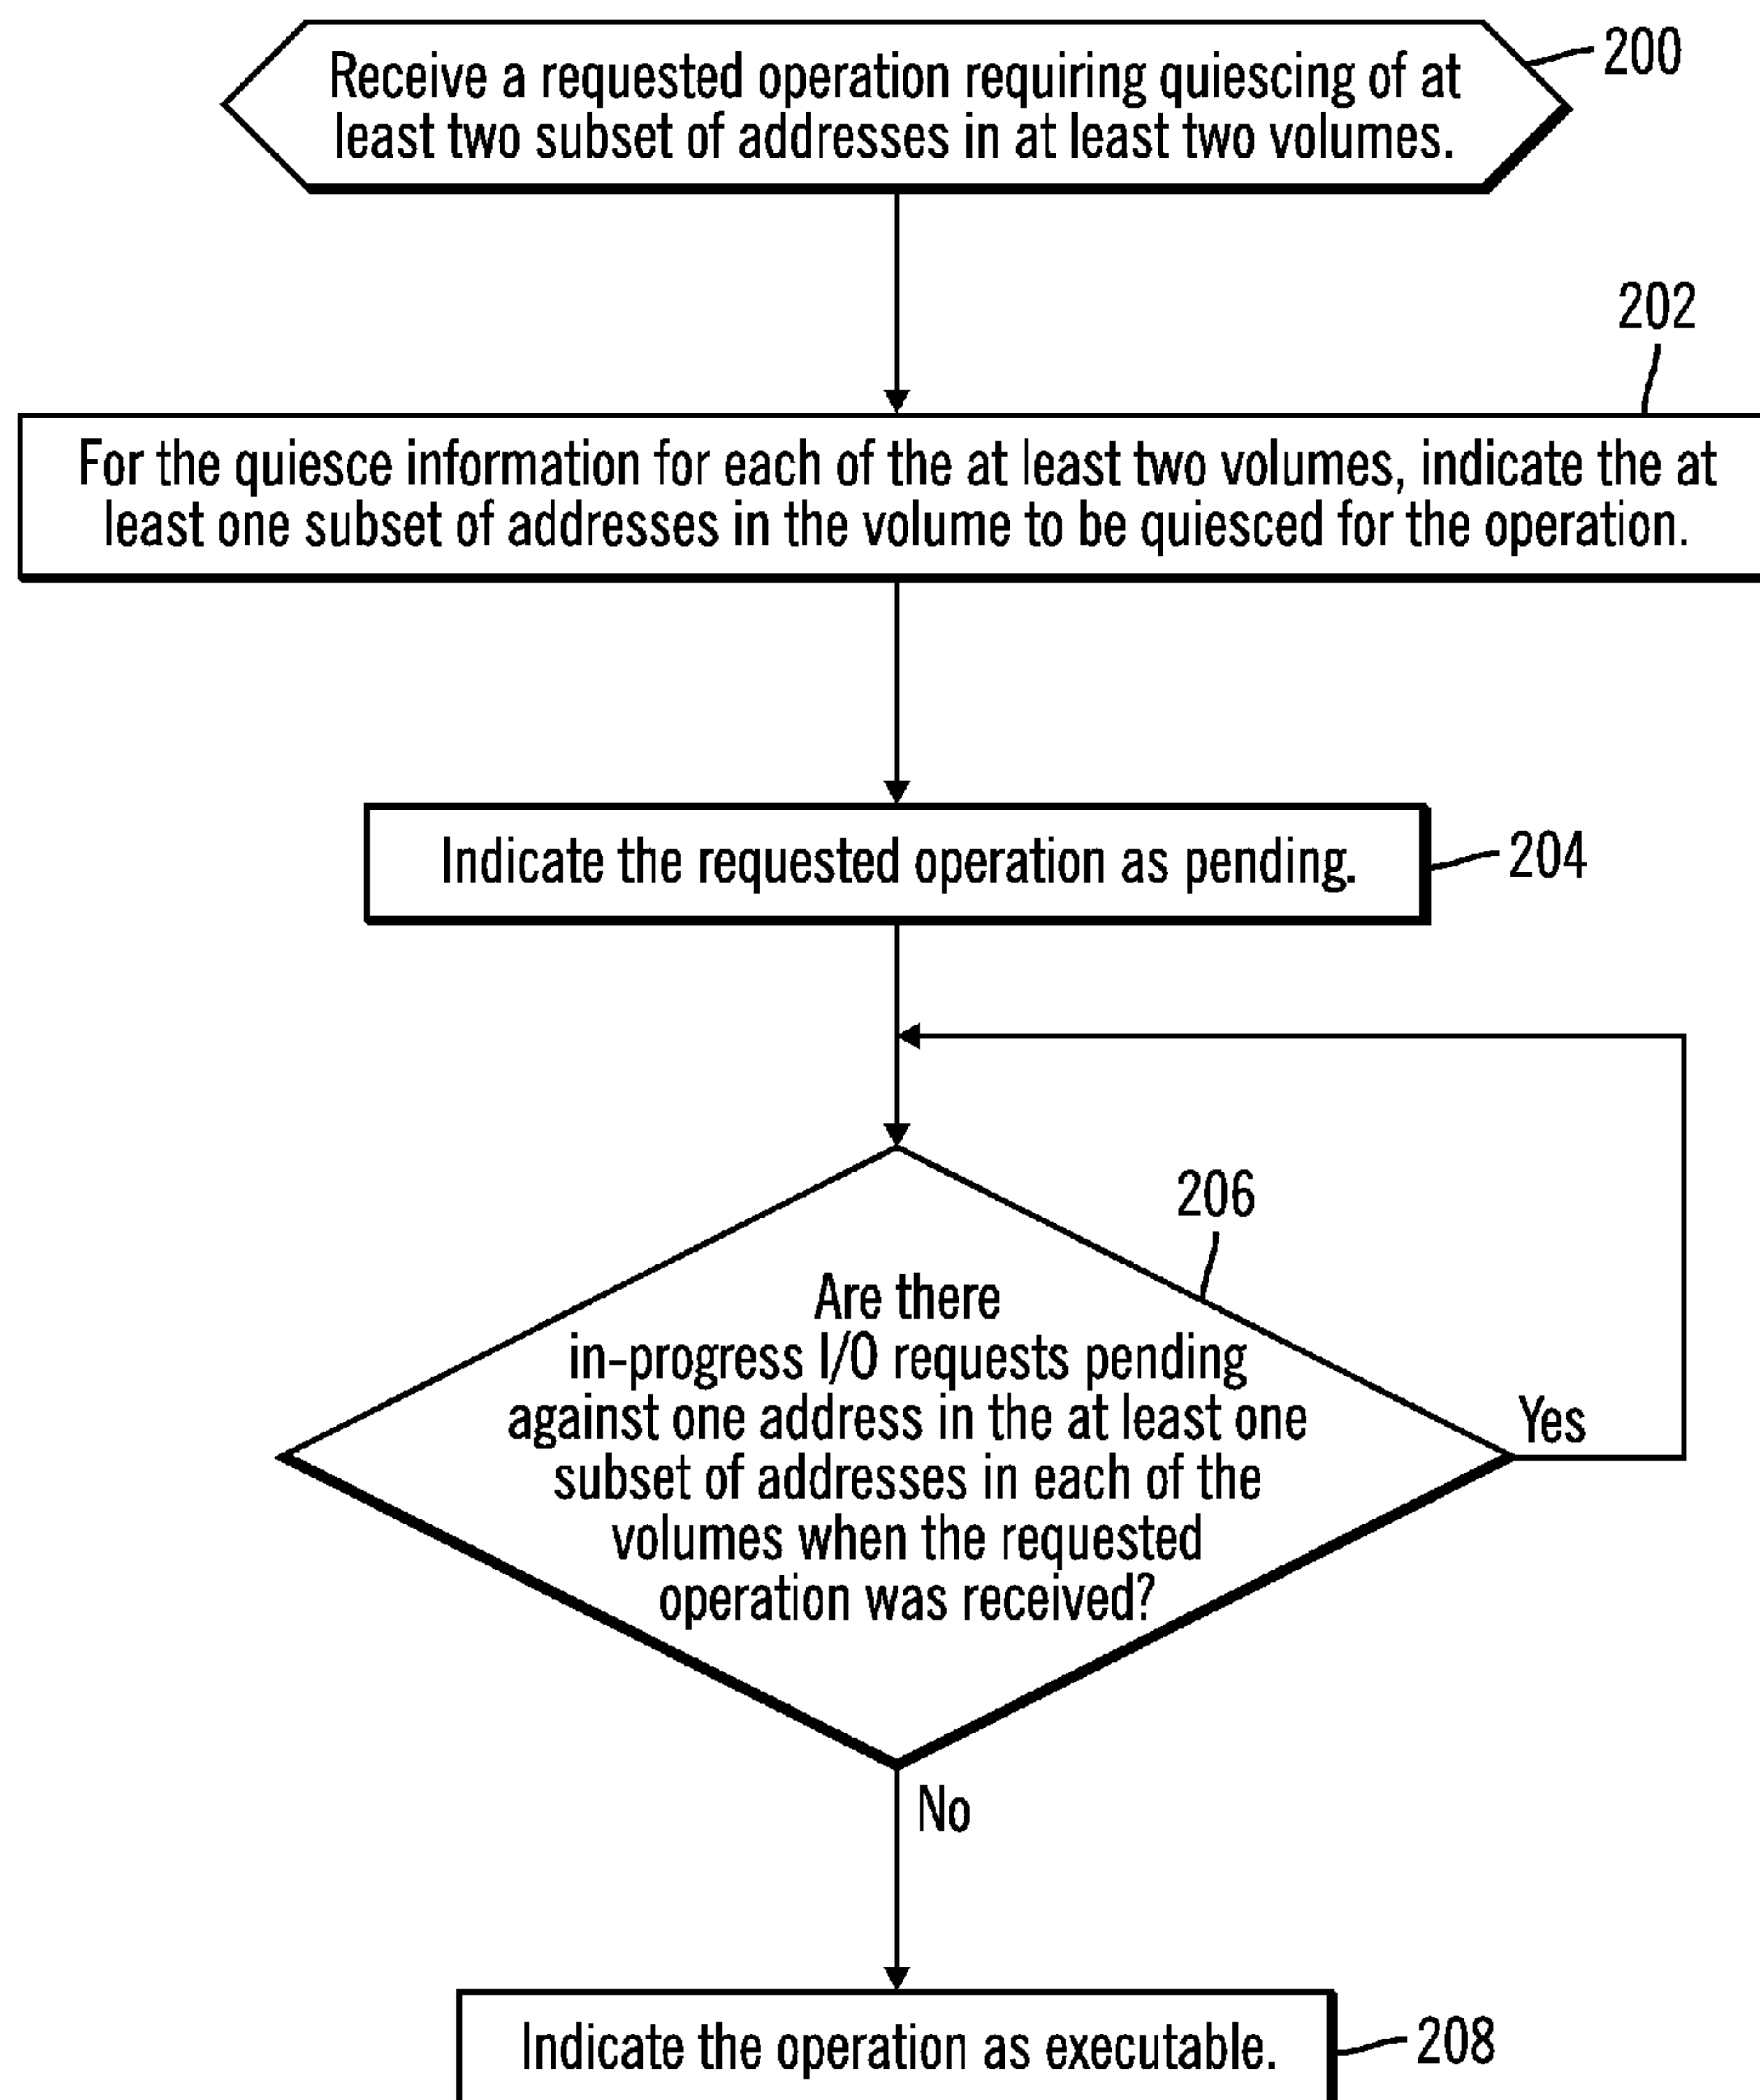 Receive a requested operation requiring quiescing of at
least two subset of addresses in at least two volumes.
200
202
For the quiesce information for each of the at least two volumes, indicate the at
least one subset of addresses in the volume to be quiesced for the operation.
Indicate the requested operation as pending.
204
206
Are there
in-progress I/O requests pending
against one address in the at least one
subset of addresses in each of the
volumes when the requested
operation was received?
Yes
No
Indicate the operation as executable.
208